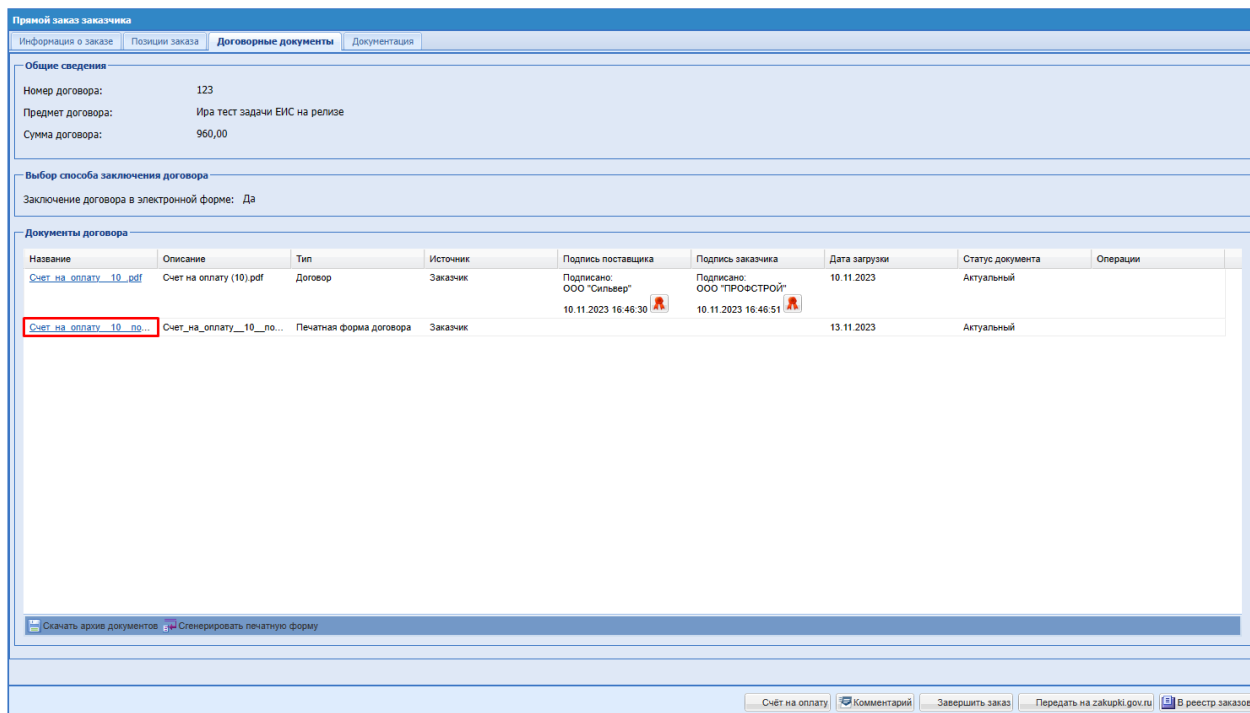 Прямой заказ заказчика
Информация о заказе Позиции заказа Договорные документы Документация
Общие сведения
Номер договора: 123
Предмет договора: Ира тест задачи ЕИС на релизе
Сумма договора: 960,00
Выбор способа заключения договора
Заключение договора в электронной форме: Да
Документы договора
Название Описание Тип Источник Подпись поставщика Подпись заказчика Дата загрузки Статус документа Операции
Счет_на_оплату__10_.pdf Счет на оплату (10).pdf Договор Заказчик Подписано: Подписано: 10.11.2023 Актуальный
ООО "Сильвер" ООО "ПРОФСТРОЙ"
10.11.2023 16:46:30 10.11.2023 16:46:51
Счет_на_оплату__10__по... Счет_на_оплату__10__по... Печатная форма договора Заказчик 13.11.2023 Актуальный
Скачать архив документов Сгенерировать печатную форму
Счёт на оплату Комментарий Завершить заказ Передать на zakupki.gov.ru В реестр заказов